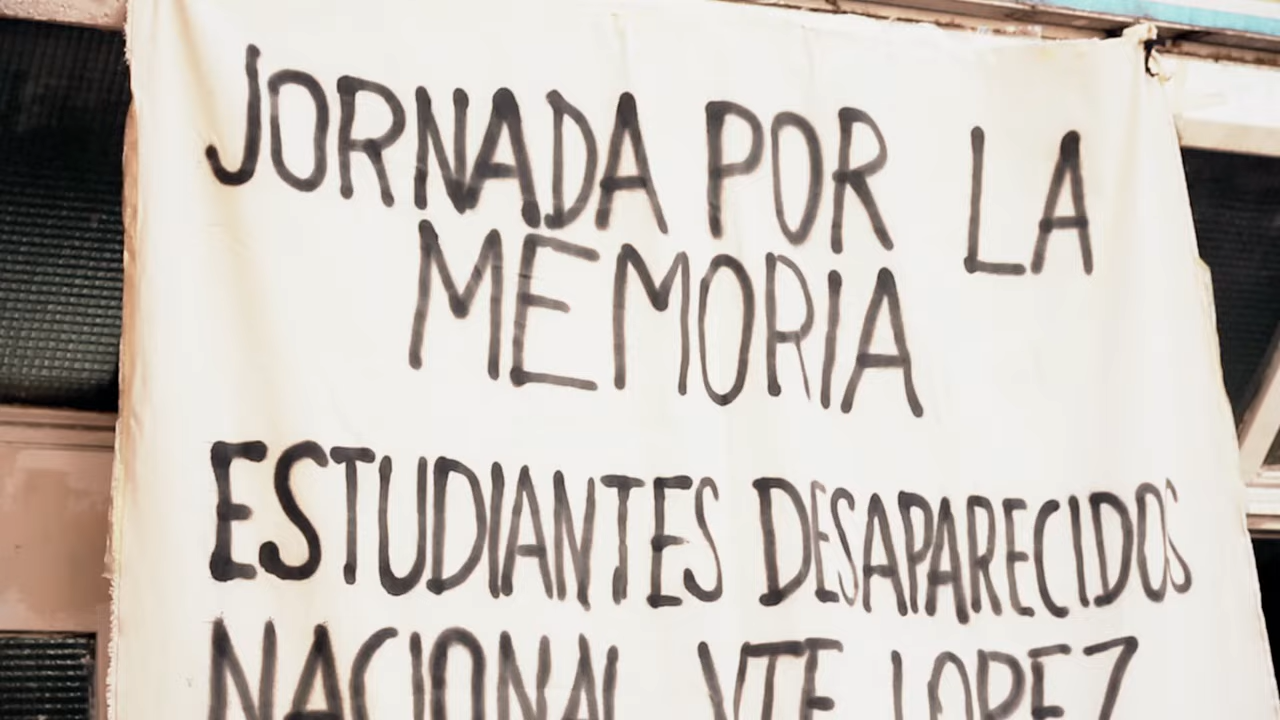 JORNADA POR LA
MEMORIA
ESTUDIANTES DESAPARECIDOS
NACIONAL VTE LOPEZ